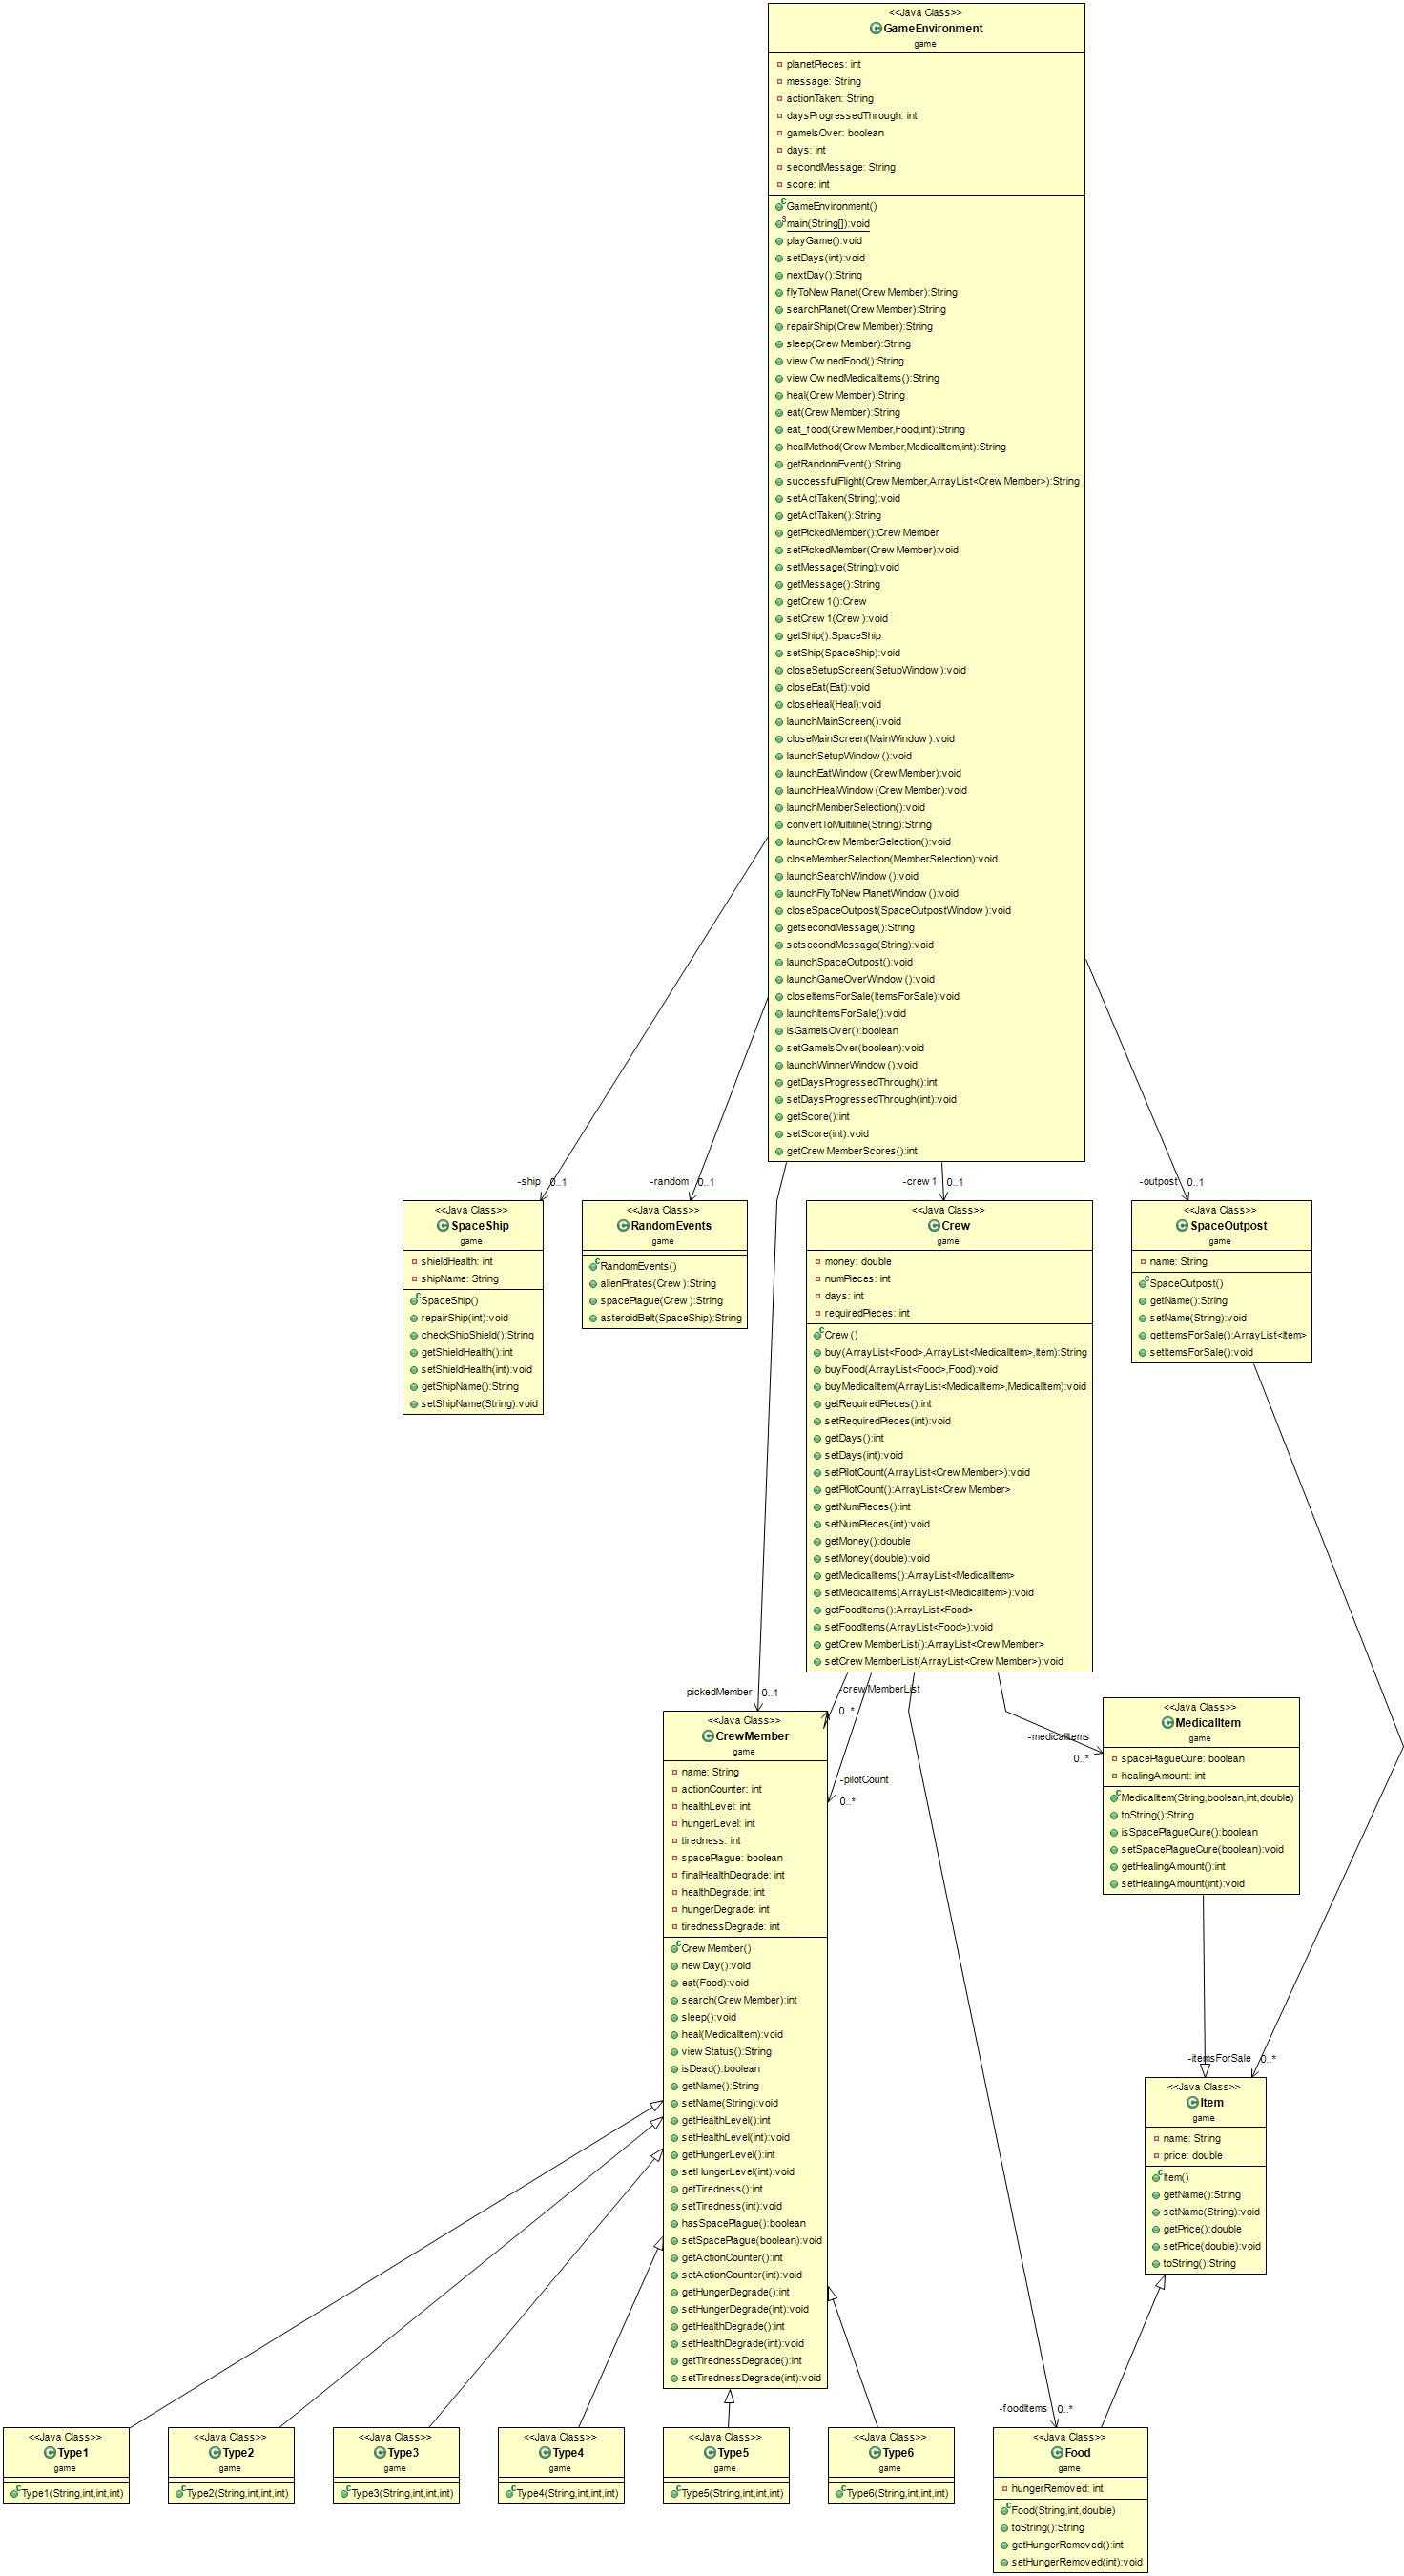 <<Java Class>>
GameEnvironment
game
planetPieces: int
message: String
actionTaken: String
daysProgressedThrough: int
gameIsOver: boolean
days: int
secondMessage: String
score: int
GameEnvironment()
main(String[]):void
playGame():void
setDays(int):void
nextDay():String
flyToNewPlanet(CrewMember):String
searchPlanet(CrewMember):String
repairShip(CrewMember):String
sleep(CrewMember):String
viewOwnedFood():String
viewOwnedMedicalItems():String
heal(CrewMember):String
eat(CrewMember):String
eat_food(CrewMember,Food,int):String
healMethod(CrewMember,MedicalItem,int):String
getRandomEvent():String
successfulFlight(CrewMember,ArrayList<CrewMember>):String
setActTaken(String):void
getActTaken():String
getPickedMember():CrewMember
setPickedMember(CrewMember):void
setMessage(String):void
getMessage():String
getCrew1():Crew
setCrew1(Crew):void
getShip():SpaceShip
setShip(SpaceShip):void
closeSetupScreen(SetupWindow):void
closeEat(Eat):void
closeHeal(Heal):void
launchMainScreen():void
closeMainScreen(MainWindow):void
launchSetupWindow():void
launchEatWindow(CrewMember):void
launchHealWindow(CrewMember):void
launchMemberSelection():void
convertToMultiline(String):String
launchCrewMemberSelection():void
closeMemberSelection(MemberSelection):void
launchSearchWindow():void
launchFlyToNewPlanetWindow():void
closeSpaceOutpost(SpaceOutpostWindow):void
getsecondMessage():String
setsecondMessage(String):void
launchSpaceOutpost():void
launchGameOverWindow():void
closeItemsForSale(ItemsForSale):void
launchItemsForSale():void
isGameIsOver():boolean
setGameIsOver(boolean):void
launchWinnerWindow():void
getDaysProgressedThrough():int
setDaysProgressedThrough(int):void
getScore():int
setScore(int):void
getCrewMemberScores():int
-ship 0..1
-random 0..1
-crew1 0..1
-outpost 0..1
<<Java Class>>
SpaceShip
game
shieldHealth: int
shipName: String
SpaceShip()
repairShip(int):void
checkShipShield():String
getShieldHealth():int
setShieldHealth(int):void
getShipName():String
setShipName(String):void
<<Java Class>>
RandomEvents
game
RandomEvents()
alienPirates(Crew):String
spacePlague(Crew):String
asteroidBelt(SpaceShip):String
<<Java Class>>
Crew
game
money: double
numPieces: int
days: int
requiredPieces: int
Crew()
buy(ArrayList<Food>,ArrayList<MedicalItem>,Item):String
buyFood(ArrayList<Food>,Food):void
buyMedicalItem(ArrayList<MedicalItem>,MedicalItem):void
getRequiredPieces():int
setRequiredPieces(int):void
getDays():int
setDays(int):void
setPilotCount(ArrayList<CrewMember>):void
getPilotCount():ArrayList<CrewMember>
getNumPieces():int
setNumPieces(int):void
getMoney():double
setMoney(double):void
getMedicalItems():ArrayList<MedicalItem>
setMedicalItems(ArrayList<MedicalItem>):void
getFoodItems():ArrayList<Food>
setFoodItems(ArrayList<Food>):void
getCrewMemberList():ArrayList<CrewMember>
setCrewMemberList(ArrayList<CrewMember>):void
<<Java Class>>
SpaceOutpost
game
name: String
SpaceOutpost()
getName():String
setName(String):void
getItemsForSale():ArrayList<Item>
setItemsForSale():void
-pickedMember 0..1
-crewMemberList
0..*
-pilotCount
0..*
-medicalItems
0..*
<<Java Class>>
CrewMember
game
name: String
actionCounter: int
healthLevel: int
hungerLevel: int
tiredness: int
spacePlague: boolean
finalHealthDegrade: int
healthDegrade: int
hungerDegrade: int
tirednessDegrade: int
CrewMember()
newDay():void
eat(Food):void
search(CrewMember):int
sleep():void
heal(MedicalItem):void
viewStatus():String
isDead():boolean
getName():String
setName(String):void
getHealthLevel():int
setHealthLevel(int):void
getHungerLevel():int
setHungerLevel(int):void
getTiredness():int
setTiredness(int):void
hasSpacePlague():boolean
setSpacePlague(boolean):void
getActionCounter():int
setActionCounter(int):void
getHungerDegrade():int
setHungerDegrade(int):void
getHealthDegrade():int
setHealthDegrade(int):void
getTirednessDegrade():int
setTirednessDegrade(int):void
<<Java Class>>
MedicalItem
game
spacePlagueCure: boolean
healingAmount: int
MedicalItem(String,boolean,int,double)
toString():String
isSpacePlagueCure():boolean
setSpacePlagueCure(boolean):void
getHealingAmount():int
setHealingAmount(int):void
-itemsForSale 0..*
<<Java Class>>
Item
game
name: String
price: double
Item()
getName():String
setName(String):void
getPrice():double
setPrice(double):void
toString():String
-foodItems 0..*
<<Java Class>>
Type1
game
Type1(String,int,int,int)
<<Java Class>>
Type2
game
Type2(String,int,int,int)
<<Java Class>>
Type3
game
Type3(String,int,int,int)
<<Java Class>>
Type4
game
Type4(String,int,int,int)
<<Java Class>>
Type5
game
Type5(String,int,int,int)
<<Java Class>>
Type6
game
Type6(String,int,int,int)
<<Java Class>>
Food
game
hungerRemoved: int
Food(String,int,double)
toString():String
getHungerRemoved():int
setHungerRemoved(int):void